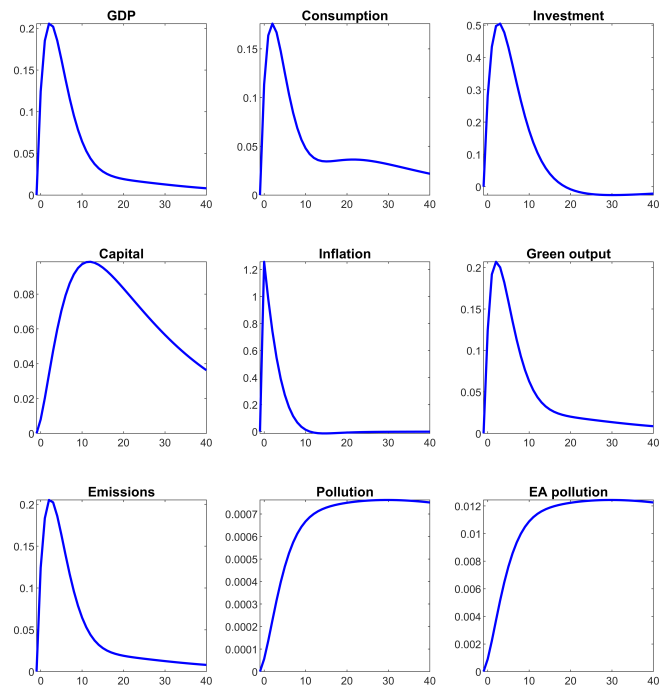 GDP Consumption Investment
0.2 0.15 0.1 0.05 0
0 10 20 30 40
0.15 0.1 0.05 0
0 10 20 30 40
0.5 0.4 0.3 0.2 0.1 0
0 10 20 30 40
Capital Inflation Green output
0.08 0.06 0.04 0.02 0
0 10 20 30 40
1.2 1 0.8 0.6 0.4 0.2 0
0 10 20 30 40
0.2 0.15 0.1 0.05 0
0 10 20 30 40
Emissions Pollution EA pollution
0.2 0.15 0.1 0.05 0
0 10 20 30 40
0.0007 0.0006 0.0005 0.0004 0.0003 0.0002 0.0001 0
0 10 20 30 40
0.012 0.01 0.008 0.006 0.004 0.002 0
0 10 20 30 40